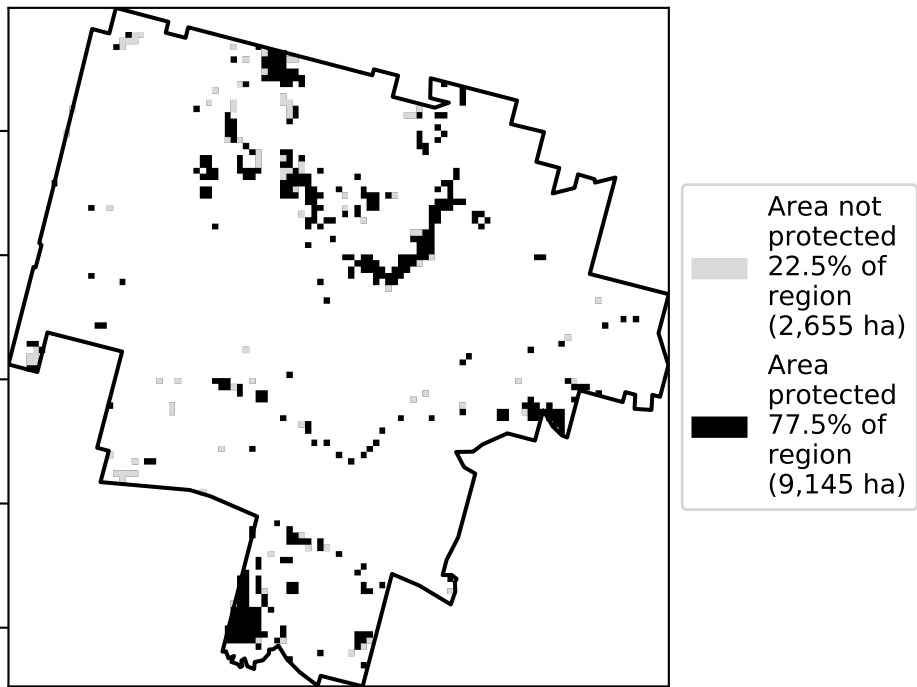 Area not
protected
22.5% of
region
(2,655 ha)
Area
protected
77.5% of
region
(9,145 ha)